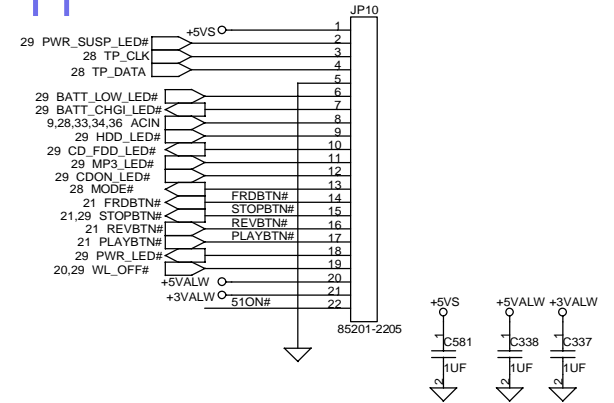 JP10
+5VS 1
29 PWR_SUSP_LED# 2
28 TP_CLK 3
28 TP_DATA 4
5
29 BATT_LOW_LED# 6
29 BATT_CHGI_LED# 7
9,28,33,34,36 ACIN 8
29 HDD_LED# 9
29 CD_FDD_LED# 10
29 MP3_LED# 11
29 CDON_LED# 12
28 MODE# 13
21 FRDBTN# FRDBTN# 14
21,29 STOPBTN# STOPBTN# 15
21 REVBTN# REVBTN# 16
21 PLAYBTN# PLAYBTN# 17
29 PWR_LED# 18
20,29 WL_OFF# 19
+5VALW 20
+3VALW 21
51ON# 22
85201-2205
+5VS +5VALW +3VALW
1 1 1
C581 C338 C337
1UF 1UF 1UF
2 2 2